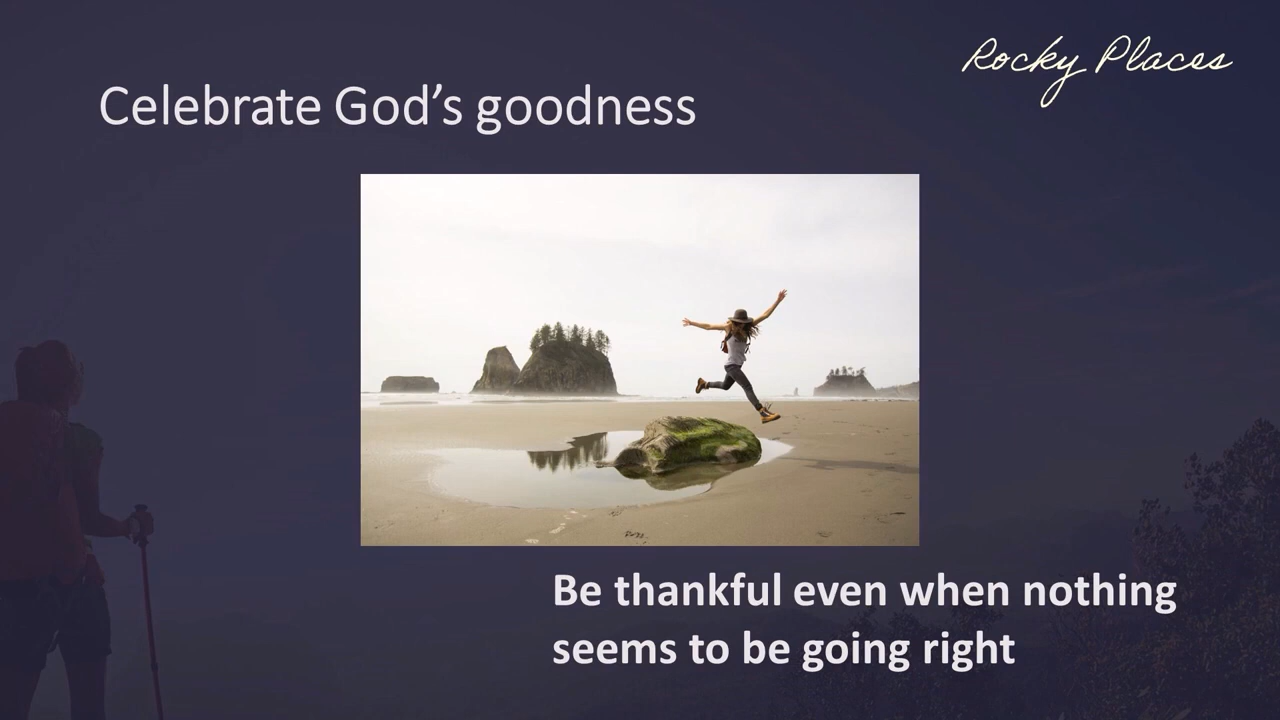 Rocky Places
Celebrate God’s goodness
Be thankful even when nothing
seems to be going right